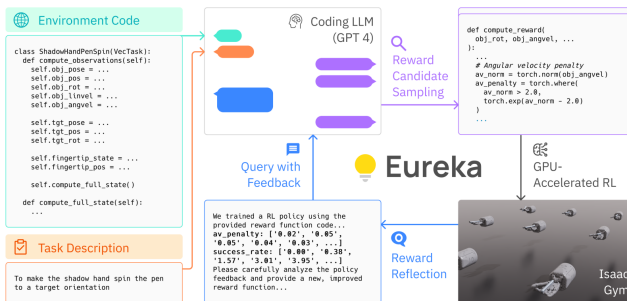 Environment Code
class ShadowHandPenSpin(VecTask):
def compute_observations(self):
self.obj_pose = ...
self.obj_pos = ...
self.obj_rot = ...
self.obj_linvel = ...
self.obj_angvel = ...
self.tgt_pose = ...
self.tgt_pos = ...
self.tgt_rot = ...
self.fingertip_state = ...
self.fingertip_pos = ...
self.compute_full_state()
def compute_full_state(self):
...
Task Description
To make the shadow hand spin the pen
to a target orientation
Coding LLM
(GPT 4)
Reward
Candidate
Sampling
def compute_reward(
obj_rot, obj_angvel, ...
):
...
# Angular velocity penalty
av_norm = torch.norm(obj_angvel)
av_penalty = torch.where(
av_norm > 2.0,
torch.exp(av_norm - 2.0)
)
...
Query with
Feedback
Eureka
GPU-
Accelerated RL
We trained a RL policy using the
provided reward function code...
av_penalty: ['0.02', '0.05',
'0.05', '0.04', '0.03', ...]
success_rate: ['0.00', '0.38',
'1.57', '3.01', '3.95', ...]
Please carefully analyze the policy
feedback and provide a new, improved
reward function...
Reward
Reflection
Isaac
Gym